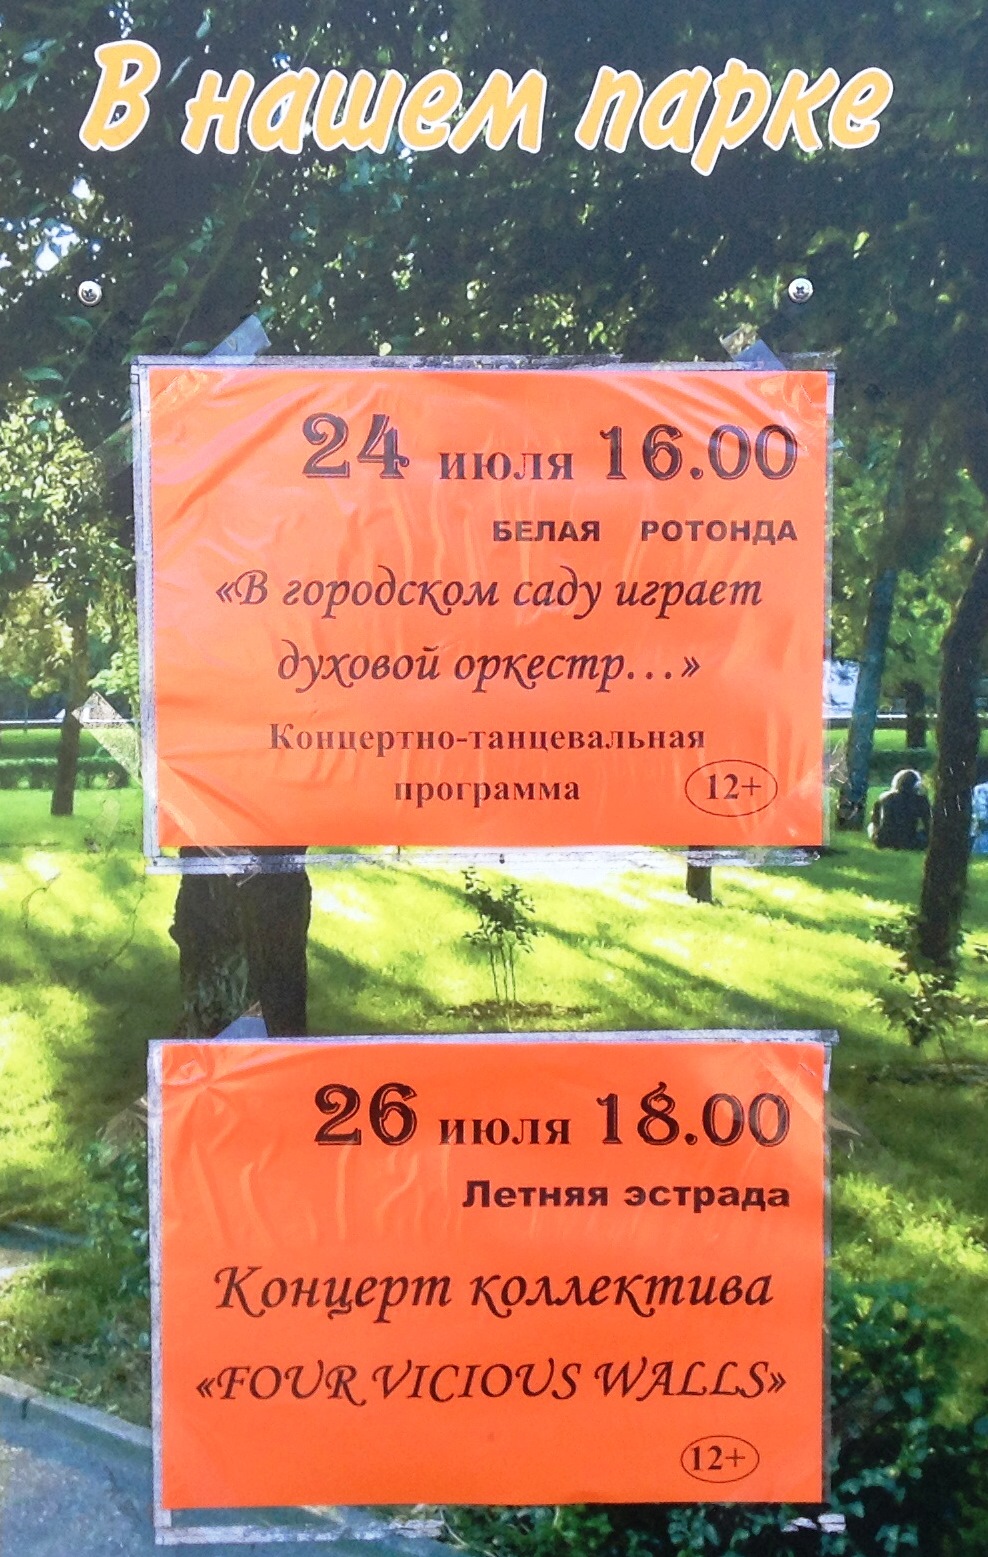 В нашем парке
24 июля 16.00
БЕЛАЯ РОТОНДА
«В городском саду играет
духовой оркестр...»
Концертно-танцевальная
программа 12+
26 июля 18.00
Летняя эстрада
Концерт коллектива
«FOUR VICIOUS WALLS»
12+